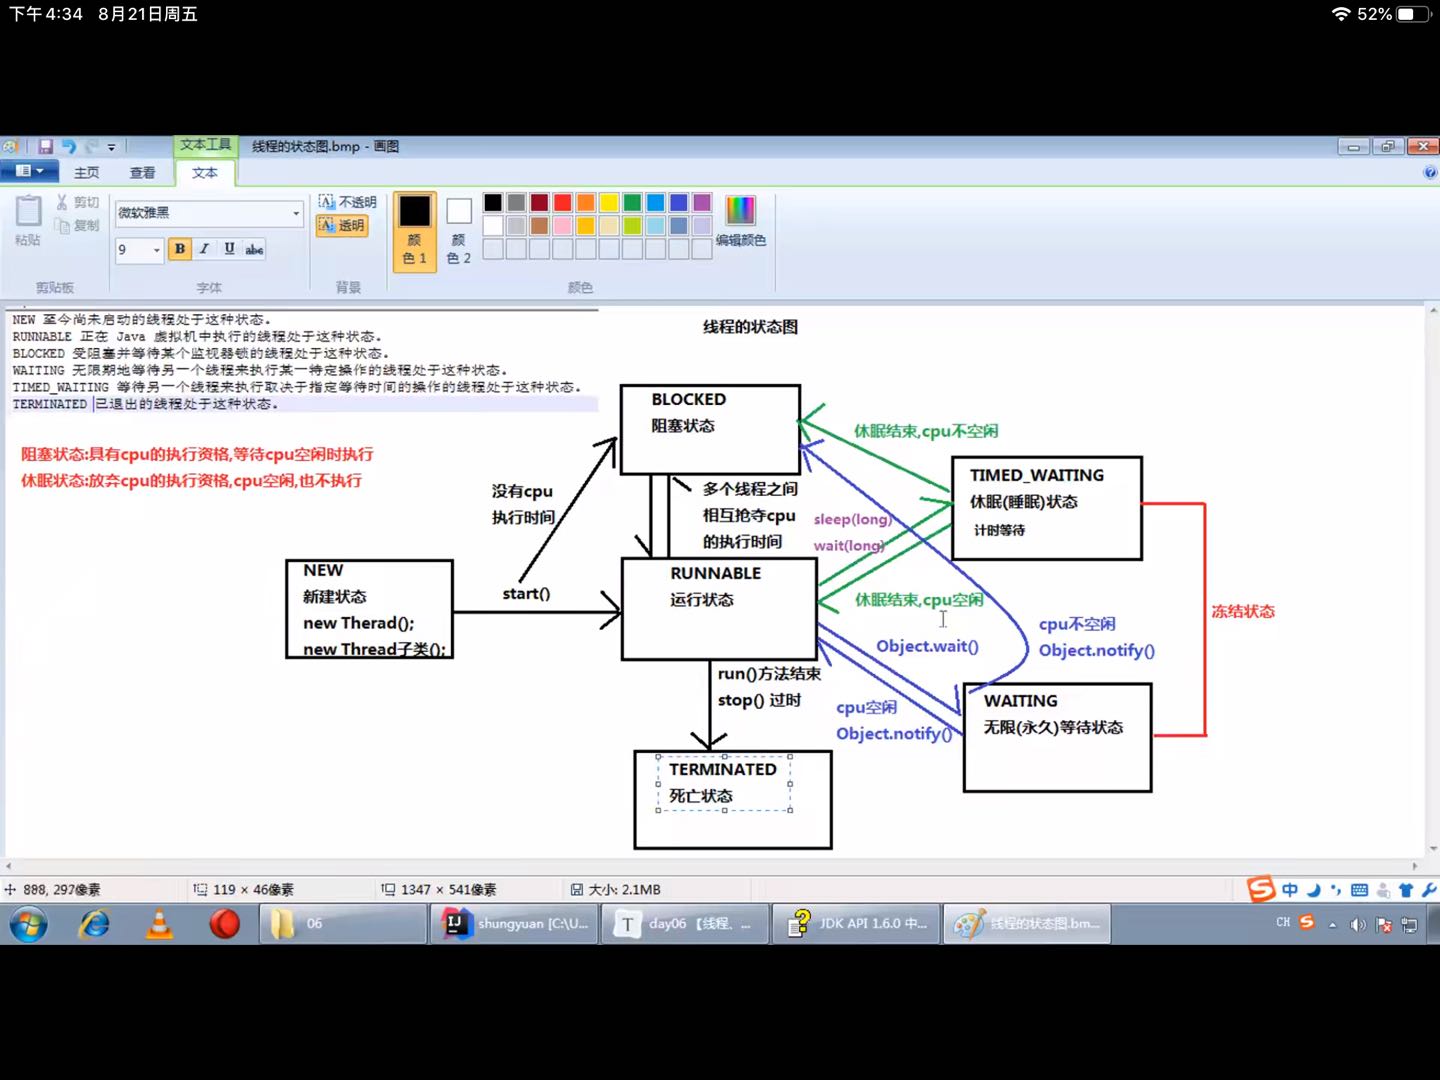 下午4:34 8月21日周五
52%
文本工具
线程的状态图.bmp - 画图
主页
查看
文本
粘贴
剪切
复制
剪贴板
微软雅黑
9
B I U abc
字体
不透明
透明
背景
颜色 1
颜色 2
编辑颜色
颜色
NEW 至今尚未启动的线程处于这种状态。
RUNNABLE 正在 Java 虚拟机中执行的线程处于这种状态。
BLOCKED 受阻塞并等待某个监视器锁的线程处于这种状态。
WAITING 无限期地等待另一个线程来执行某一特定操作的线程处于这种状态。
TIMED_WAITING 等待另一个线程来执行取决于指定等待时间的操作的线程处于这种状态。
TERMINATED 已退出的线程处于这种状态。
线程的状态图
阻塞状态:具有cpu的执行资格,等待cpu空闲时执行
休眠状态:放弃cpu的执行资格,cpu空闲,也不执行
BLOCKED
阻塞状态
休眠结束,cpu不空闲
没有cpu
执行时间
多个线程之间
相互抢夺cpu
的执行时间
sleep(long)
wait(long)
TIMED_WAITING
休眠(睡眠)状态
计时等待
NEW
新建状态
new Therad();
new Thread子类();
start()
RUNNABLE
运行状态
休眠结束,cpu空闲
Object.wait()
cpu不空闲
Object.notify()
冻结状态
run()方法结束
stop() 过时
cpu空闲
Object.notify()
WAITING
无限(永久)等待状态
TERMINATED
死亡状态
888, 297像素
119 × 46像素
1347 × 541像素
大小: 2.1MB
中
06
shungyuan [C:\U...
day06 【线程、...
JDK API 1.6.0 中...
线程的状态图.bm...
CH